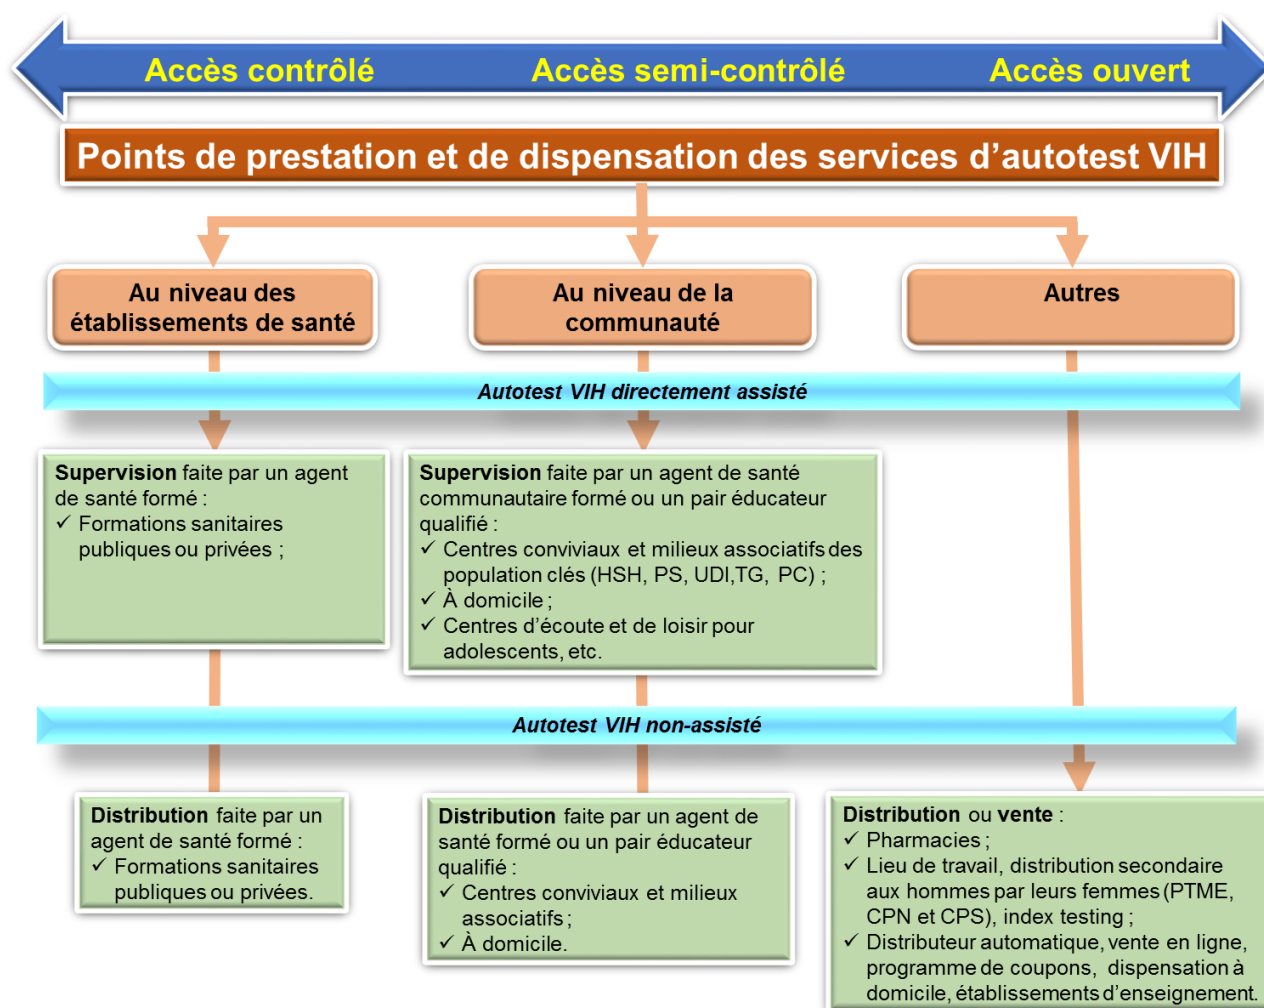 Accès contrôlé
Accès semi-contrôlé
Accès ouvert
Points de prestation et de dispensation des services d’autotest VIH
Au niveau des
établissements de santé
Au niveau de la
communauté
Autres
Autotest VIH directement assisté
Supervision faite par un agent
de santé formé :
✓ Formations sanitaires
publiques ou privées ;
Supervision faite par un agent de santé
communautaire formé ou un pair éducateur
qualifié :
✓ Centres conviviaux et milieux associatifs des
population clés (HSH, PS, UDI,TG, PC) ;
✓ À domicile ;
✓ Centres d’écoute et de loisir pour
adolescents, etc.
Autotest VIH non-assisté
Distribution faite par un
agent de santé formé :
✓ Formations sanitaires
publiques ou privées.
Distribution faite par un agent de
santé formé ou un pair éducateur
qualifié :
✓ Centres conviviaux et milieux
associatifs ;
✓ À domicile.
Distribution ou vente :
✓ Pharmacies ;
✓ Lieu de travail, distribution secondaire
aux hommes par leurs femmes (PTME,
CPN et CPS), index testing ;
✓ Distributeur automatique, vente en ligne,
programme de coupons, dispensation à
domicile, établissements d’enseignement.